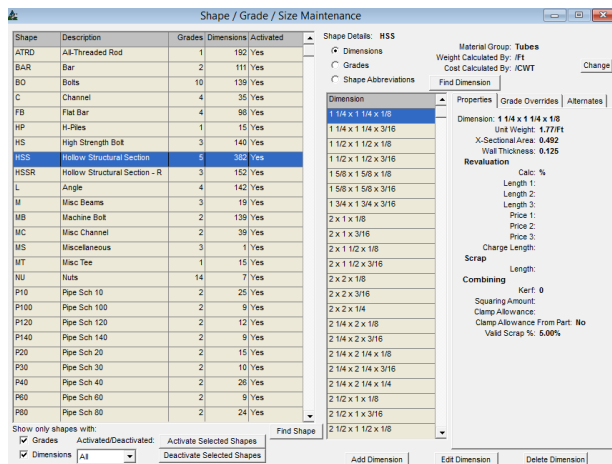 Shape / Grade / Size Maintenance
Shape Description Grades Dimensions Activated
ATRD All-Threaded Rod 1 192 Yes
BAR Bar 2 111 Yes
BO Bolts 10 139 Yes
C Channel 4 35 Yes
FB Flat Bar 4 98 Yes
HP H-Piles 1 15 Yes
HS High Strength Bolt 3 140 Yes
HSS Hollow Structural Section 5 382 Yes
HSSR Hollow Structural Section - R 3 152 Yes
L Angle 4 142 Yes
M Misc Beams 3 19 Yes
MB Machine Bolt 2 139 Yes
MC Misc Channel 2 39 Yes
MS Miscellaneous 3 1 Yes
MT Misc Tee 1 15 Yes
NU Nuts 14 7 Yes
P10 Pipe Sch 10 2 25 Yes
P100 Pipe Sch 100 2 9 Yes
P120 Pipe Sch 120 2 12 Yes
P140 Pipe Sch 140 2 9 Yes
P20 Pipe Sch 20 2 15 Yes
P30 Pipe Sch 30 2 10 Yes
P40 Pipe Sch 40 2 26 Yes
P60 Pipe Sch 60 2 9 Yes
P80 Pipe Sch 80 2 24 Yes
Show only shapes with:
Grades Activated/Deactivated: Activate Selected Shapes Find Shape
Dimensions All Deactivate Selected Shapes
Shape Details: HSS
Dimensions
Grades
Shape Abbreviations
Material Group: Tubes
Weight Calculated By: /Ft
Cost Calculated By: /CWT
Change
Find Dimension
Dimension
1 1/4 x 1 1/4 x 1/8
1 1/4 x 1 1/4 x 3/16
1 1/2 x 1 1/2 x 1/8
1 1/2 x 1 1/2 x 3/16
1 5/8 x 1 5/8 x 1/8
1 5/8 x 1 5/8 x 3/16
1 3/4 x 1 3/4 x 3/16
2 x 1 x 1/8
2 x 1 x 3/16
2 x 1 1/2 x 1/8
2 x 1 1/2 x 3/16
2 x 2 x 1/8
2 x 2 x 3/16
2 x 2 x 1/4
2 1/4 x 2 x 1/8
2 1/4 x 2 x 3/16
2 1/4 x 2 1/4 x 1/8
2 1/4 x 2 1/4 x 3/16
2 1/4 x 2 1/4 x 1/4
2 1/2 x 1 x 1/8
2 1/2 x 1 x 3/16
2 1/2 x 1 1/2 x 1/8
Properties Grade Overrides Alternates
Dimension: 1 1/4 x 1 1/4 x 1/8
Unit Weight: 1.77/Ft
X-Sectional Area: 0.492
Wall Thickness: 0.125
Revaluation
Calc: %
Length 1:
Length 2:
Length 3:
Price 1:
Price 2:
Price 3:
Charge Length:
Scrap
Length:
Combining
Kerf: 0
Squaring Amount:
Clamp Allowance:
Clamp Allowance From Part: No
Valid Scrap %: 5.00%
Add Dimension Edit Dimension Delete Dimension